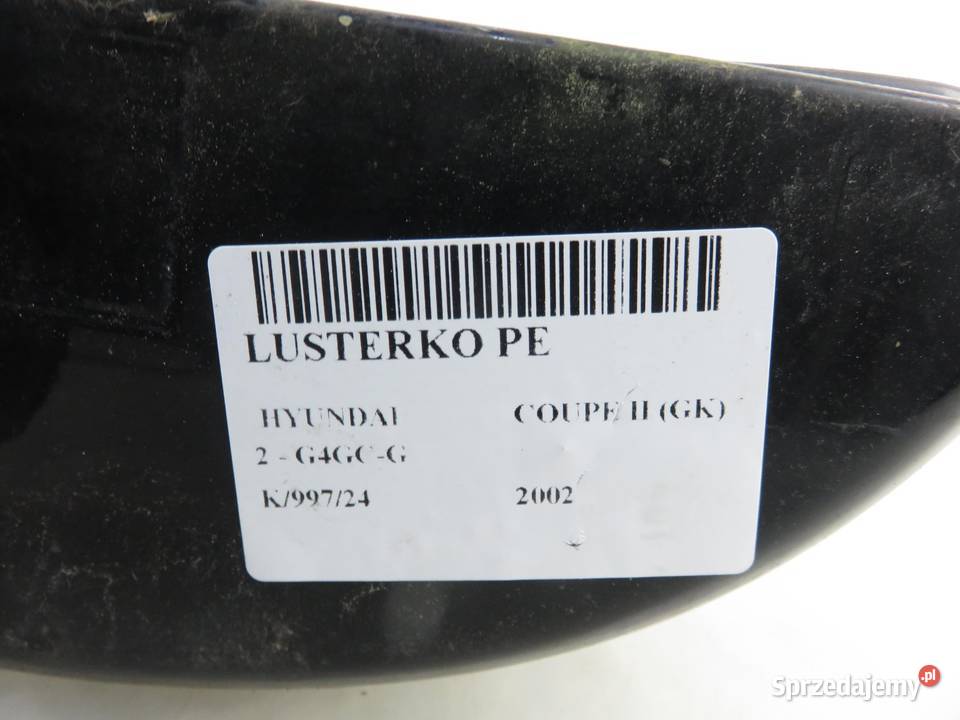 LUSTERKO PE
HYUNDAI COUPE II (GK)
2 - G4GC-G
K/997/24 2002
Sprzedajemy.pl